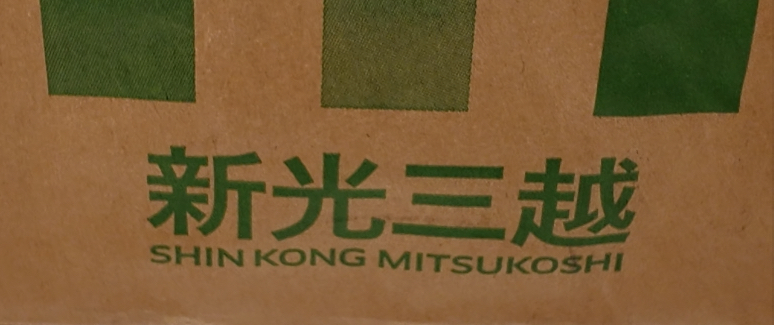 新光三越
SHIN KONG MITSUKOSHI